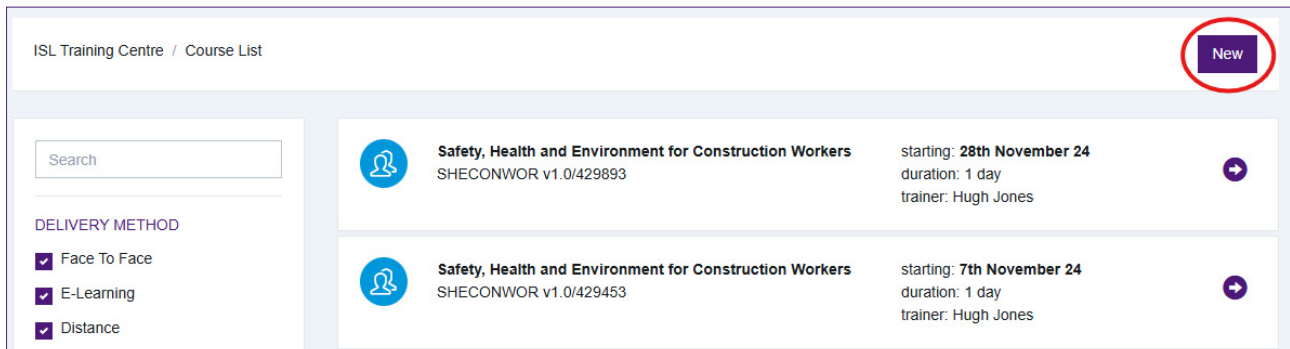 ISL Training Centre / Course List
New
Search
DELIVERY METHOD
Face To Face
E-Learning
Distance
Safety, Health and Environment for Construction Workers
SHECONWOR v1.0/429893
starting: 28th November 24
duration: 1 day
trainer: Hugh Jones
Safety, Health and Environment for Construction Workers
SHECONWOR v1.0/429453
starting: 7th November 24
duration: 1 day
trainer: Hugh Jones